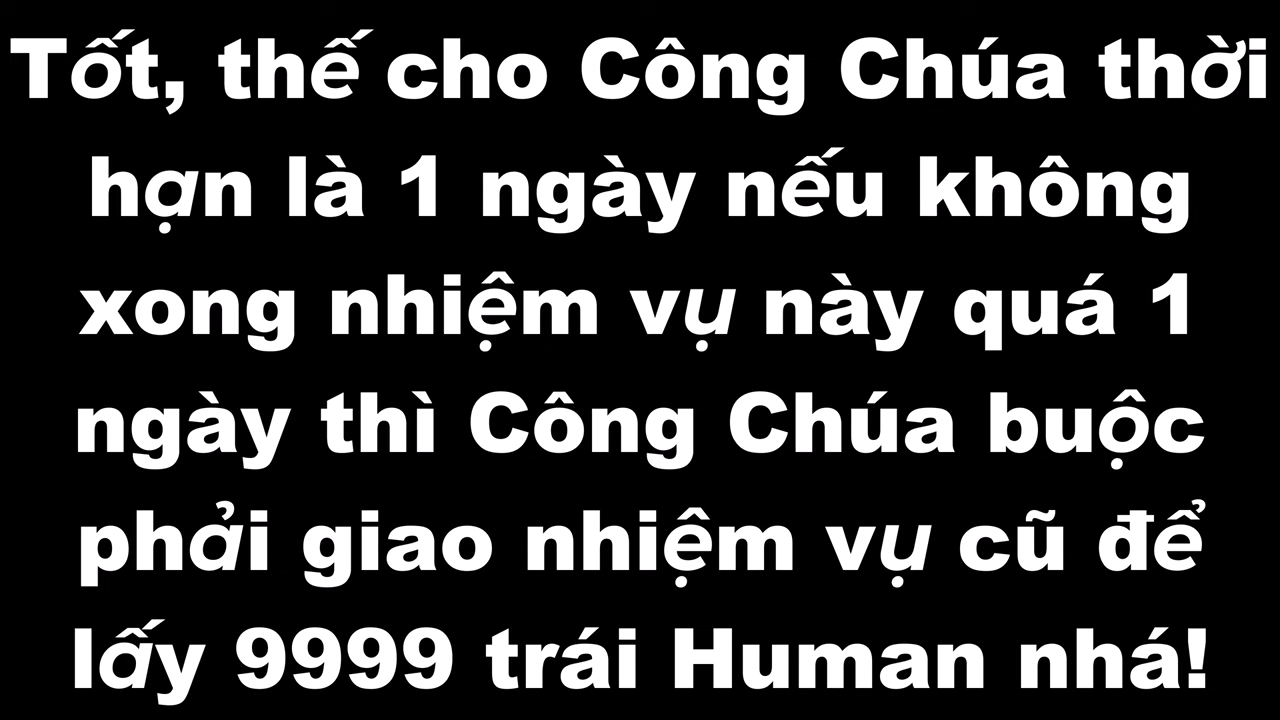 Tốt, thế cho Công Chúa thời
hạn là 1 ngày nếu không
xong nhiệm vụ này quá 1
ngày thì Công Chúa buộc
phải giao nhiệm vụ cũ để
lấy 9999 trái Human nhá!